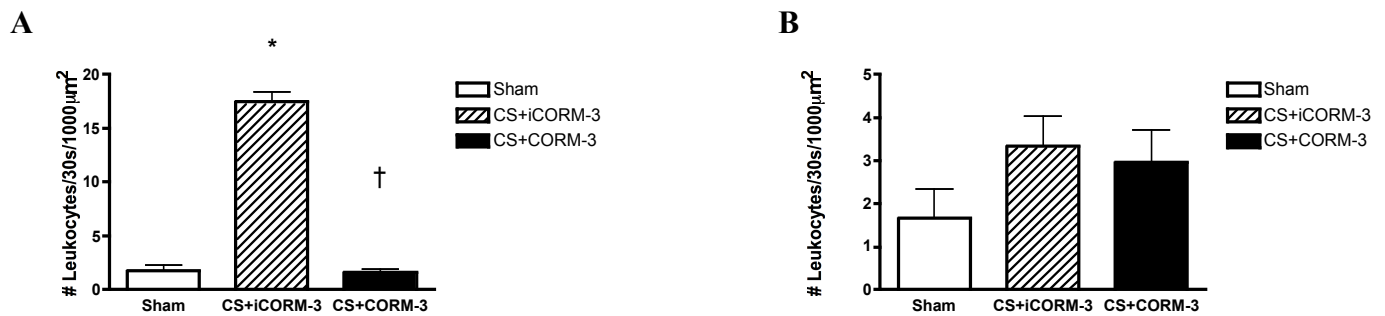 A
*
†
# Leukocytes/30s/1000µm²
20
15
10
5
0
Sham
CS+iCORM-3
CS+CORM-3
Sham
CS+iCORM-3
CS+CORM-3
B
# Leukocytes/30s/1000µm²
5
4
3
2
1
0
Sham
CS+iCORM-3
CS+CORM-3
Sham
CS+iCORM-3
CS+CORM-3